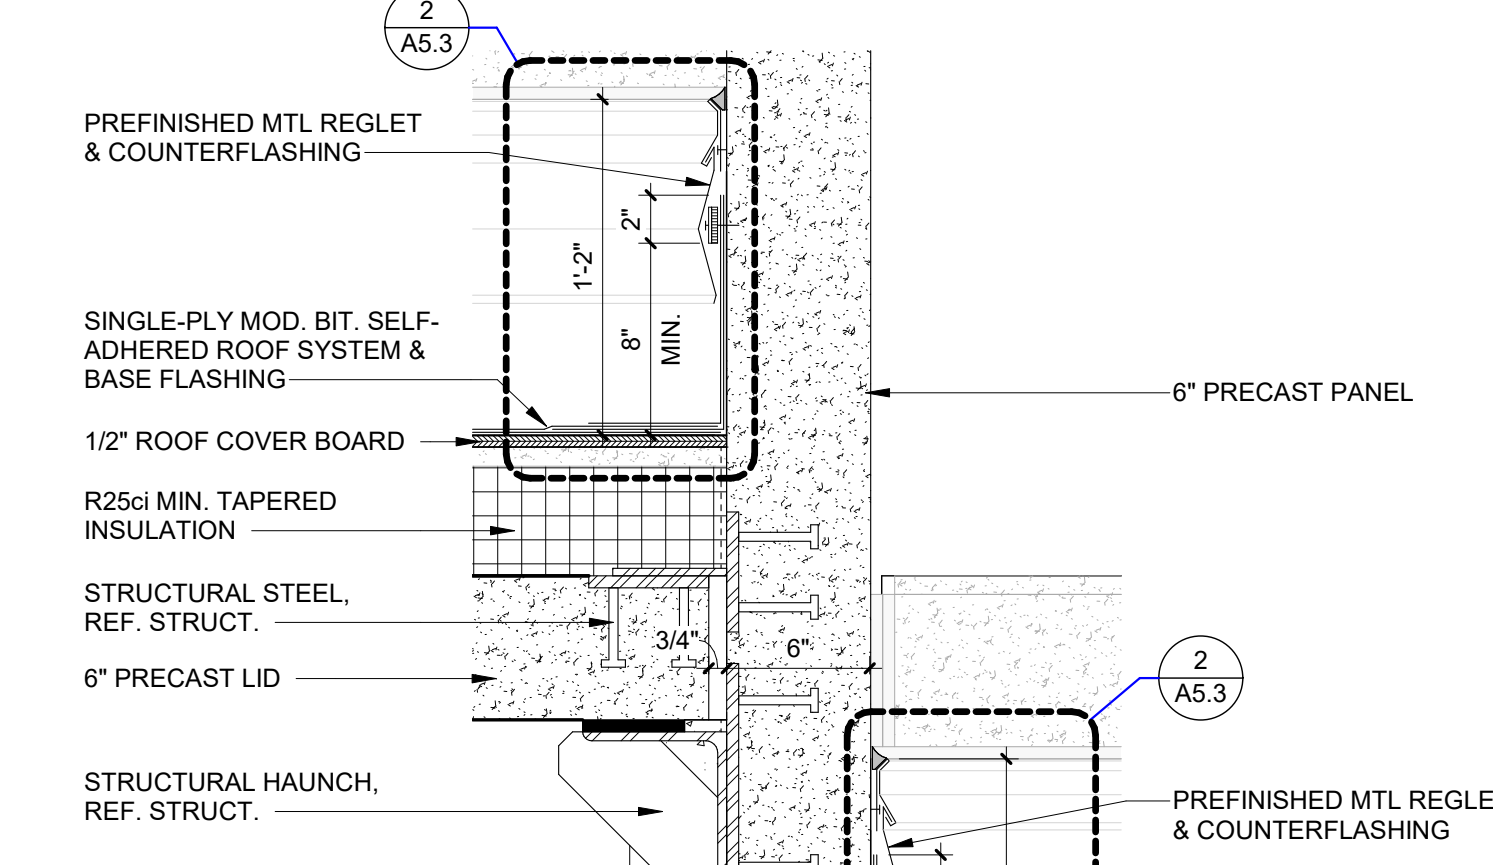 2
A5.3
PREFINISHED MTL REGLET
& COUNTERFLASHING
2"
1'-2"
8"
MIN.
SINGLE-PLY MOD. BIT. SELF-
ADHERED ROOF SYSTEM &
BASE FLASHING
6" PRECAST PANEL
1/2" ROOF COVER BOARD
R25ci MIN. TAPERED
INSULATION
STRUCTURAL STEEL,
REF. STRUCT.
3/4"
6"
6" PRECAST LID
2
A5.3
STRUCTURAL HAUNCH,
REF. STRUCT.
PREFINISHED MTL REGLE
& COUNTERFLASHING